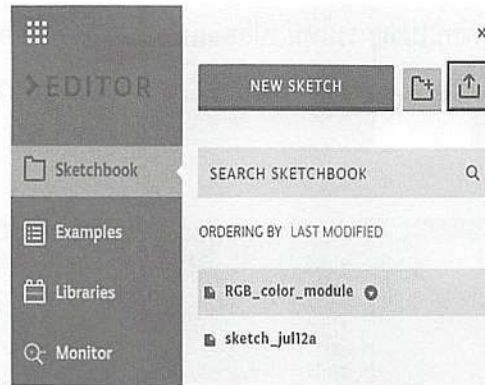 EDITOR
Sketchbook
Examples
Libraries
Monitor
NEW SKETCH
SEARCH SKETCHBOOK
ORDERING BY LAST MODIFIED
RGB_color_module
sketch_jul12a